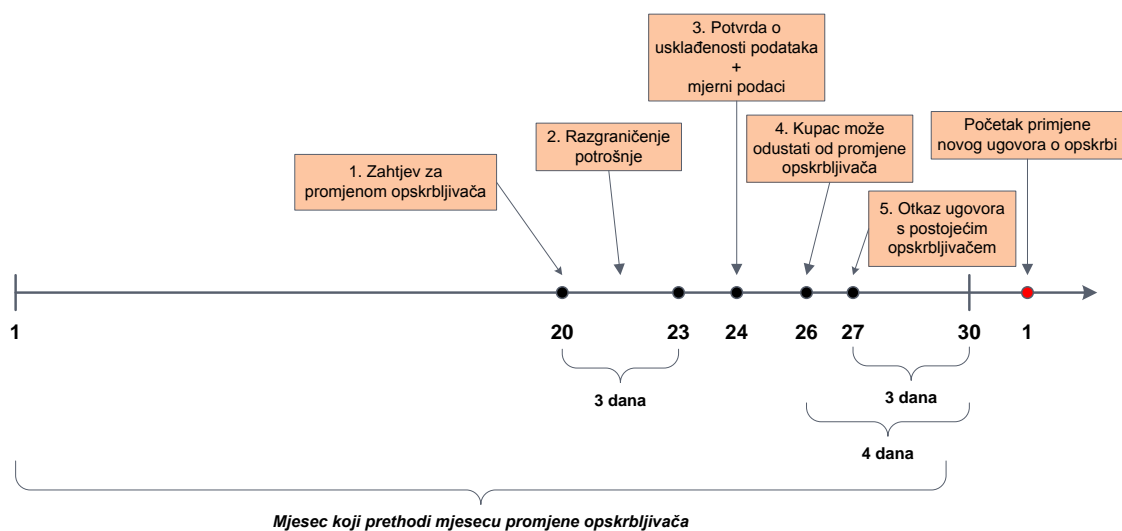 3. Potvrda o
usklađenosti podataka
+
mjerni podaci
2. Razgraničenje
potrošnje
4. Kupac može
odustati od promjene
opskrbljivača
Početak primjene
novog ugovora o opskrbi
1. Zahtjev za
promjenom opskrbljivača
5. Otkaz ugovora
s postojećim
opskrbljivačem
1
20
23
24
26
27
30
1
3 dana
3 dana
4 dana
Mjesec koji prethodi mjesecu promjene opskrbljivača